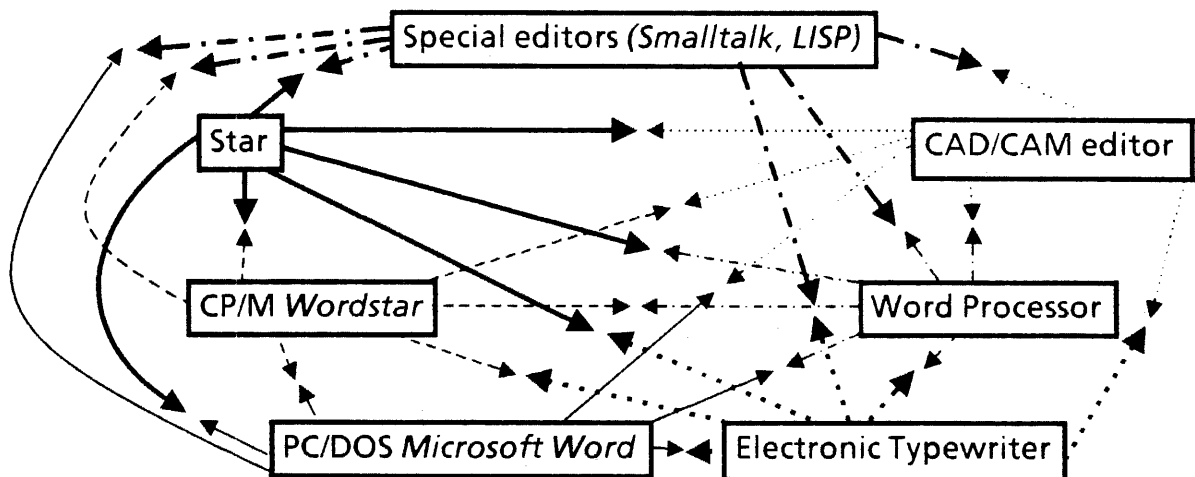 Special editors (Smalltalk, LISP)
Star
CAD/CAM editor
CP/M Wordstar
Word Processor
PC/DOS Microsoft Word
Electronic Typewriter